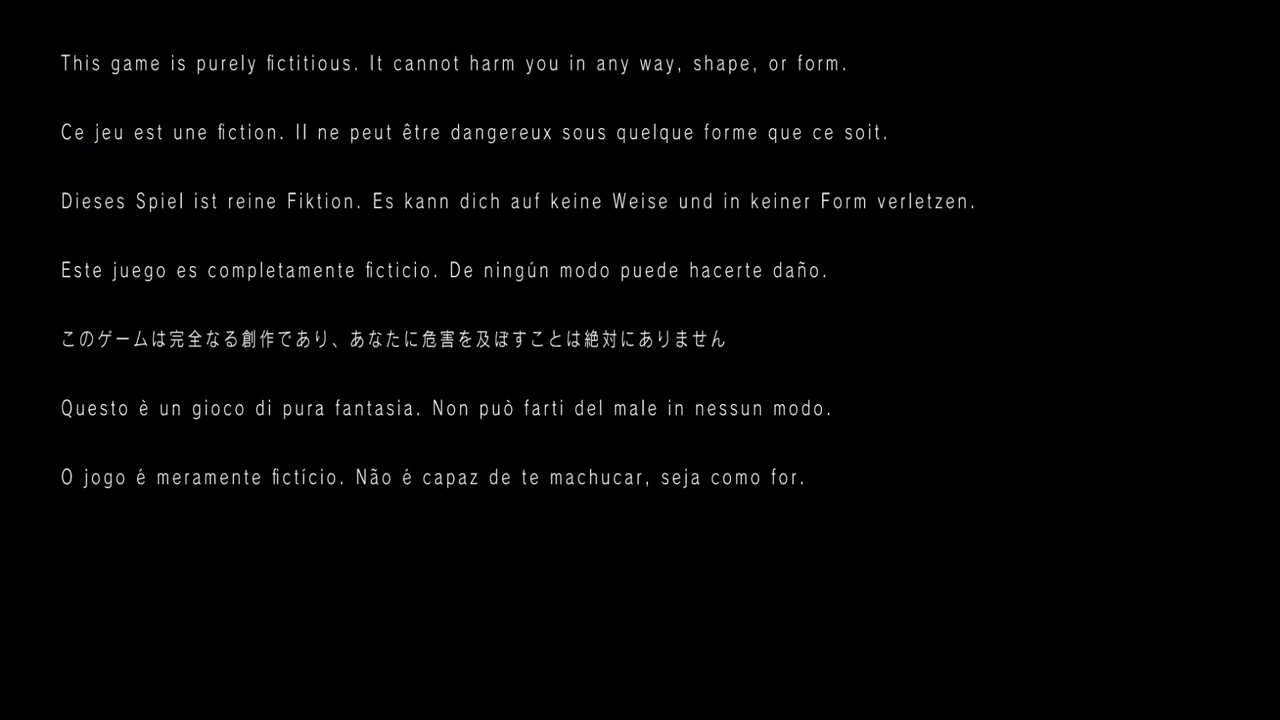 This game is purely fictitious. It cannot harm you in any way, shape, or form.
Ce jeu est une fiction. Il ne peut être dangereux sous quelque forme que ce soit.
Dieses Spiel ist reine Fiktion. Es kann dich auf keine Weise und in keiner Form verletzen.
Este juego es completamente ficticio. De ningún modo puede hacerte daño.
このゲームは完全なる創作であり、あなたに危害を及ぼすことは絶対にありません
Questo è un gioco di pura fantasia. Non può farti del male in nessun modo.
O jogo é meramente fictício. Não é capaz de te machucar, seja como for.